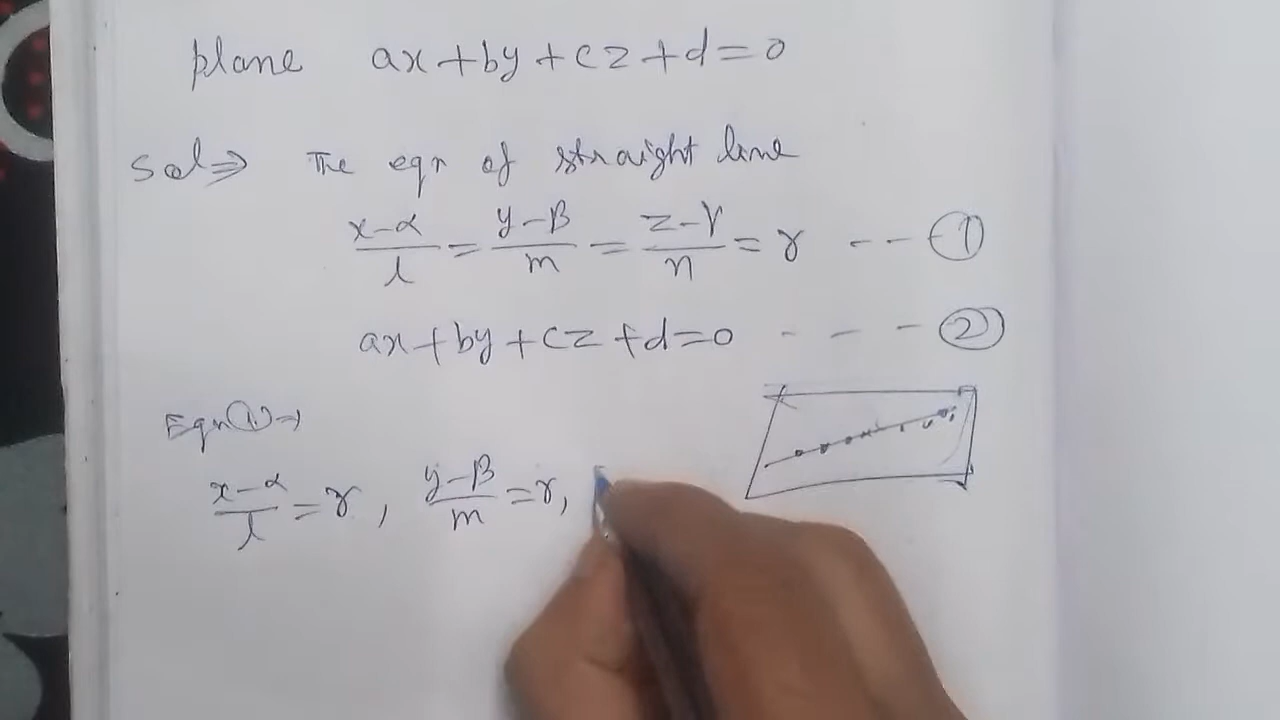 plane ax+by+cz+d=0
Sol⇒ The eqn of straight line
x-α/l = y-β/m = z-γ/n = r --- ①
ax+by+cz+d=0 - - - ②
Eqn ①→
x-α/l = r, y-β/m = r,